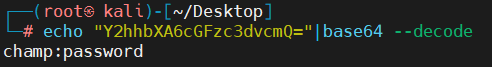 ┌──(root㉿ kali)-[~/Desktop]
└─# echo "Y2hhbXA6cGFzc3dvcmQ="|base64 --decode
champ:password